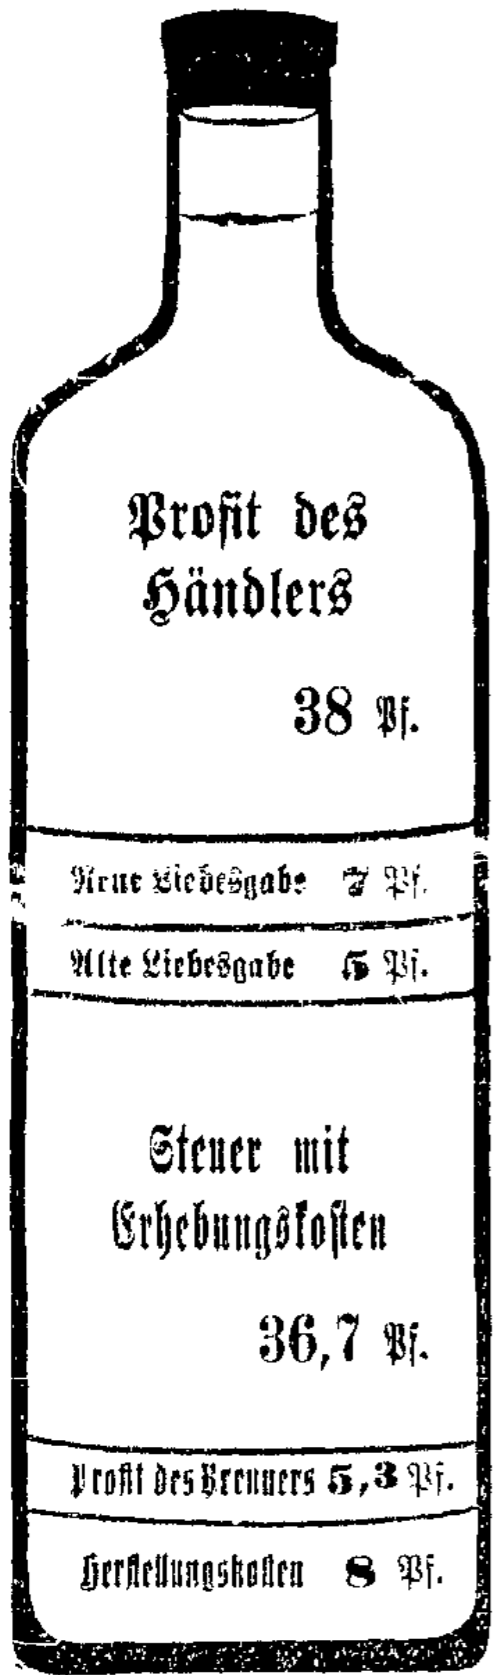 Profit des
Händlers
38 Pf.
Neue Liebesgabe 7 Pf.
Alte Liebesgabe 5 Pf.
Steuer mit
Erhebungskosten
36,7 Pf.
Profit des Brenners 5,3 Pf.
Herstellungskosten 8 Pf.